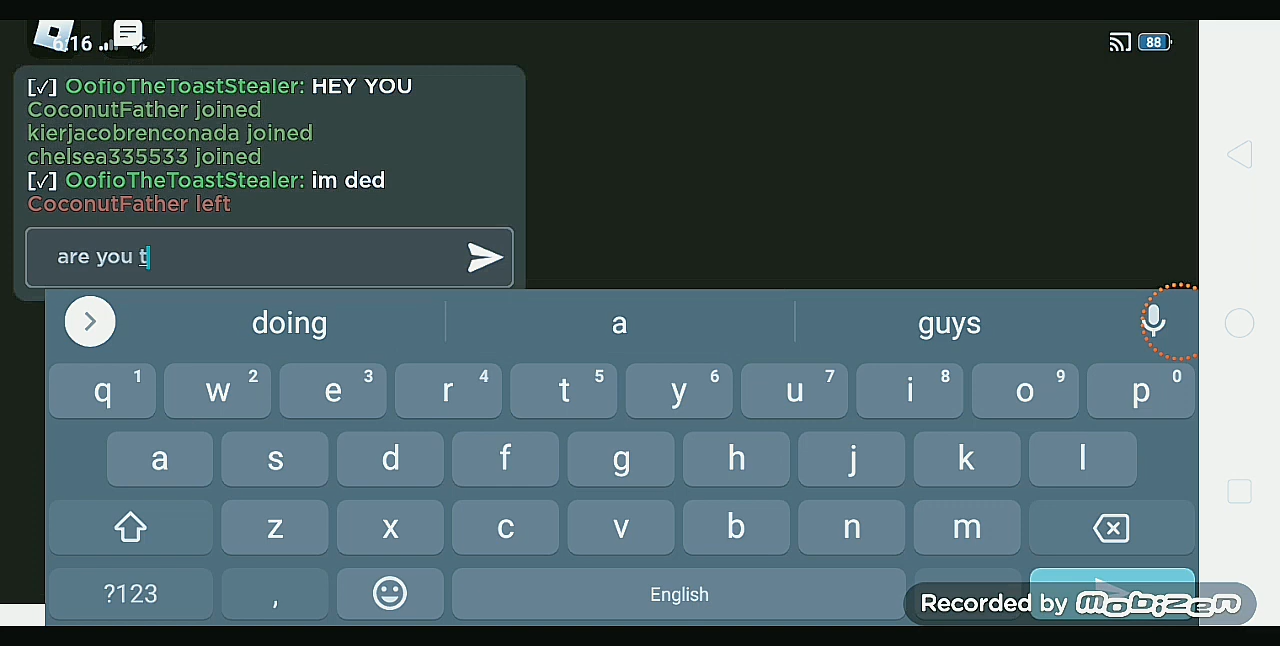 6:16
88
[✓] OofioTheToastStealer: HEY YOU
CoconutFather joined
kierjacobrenconada joined
chelsea335533 joined
[✓] OofioTheToastStealer: im ded
CoconutFather left
are you t
doing a guys
q 1 w 2 e 3 r 4 t 5 y 6 u 7 i 8 o 9 p 0
a s d f g h j k l
z x c v b n m
?123 , English
Recorded by mobizen